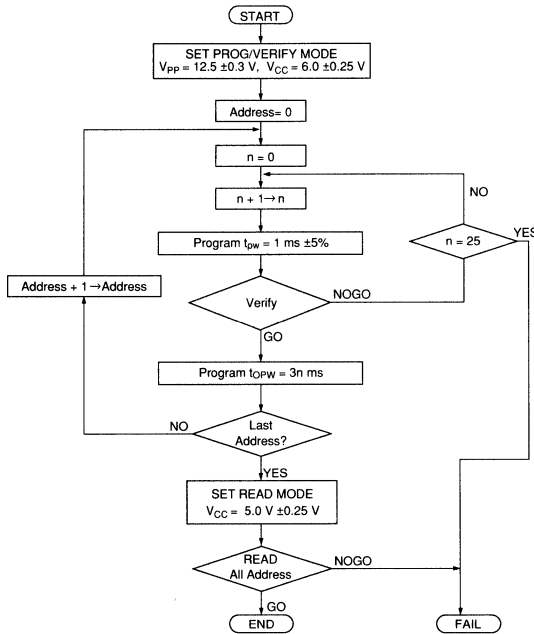 START
SET PROG/VERIFY MODE
VPP = 12.5 ±0.3 V, VCC = 6.0 ±0.25 V
Address= 0
n = 0
NO
n + 1→n
YES
Program tpw = 1 ms ±5%
n = 25
Address + 1→Address
Verify
NOGO
GO
Program tOPW = 3n ms
NO
Last
Address?
YES
SET READ MODE
VCC = 5.0 V ±0.25 V
READ
All Address
NOGO
GO
END
FAIL